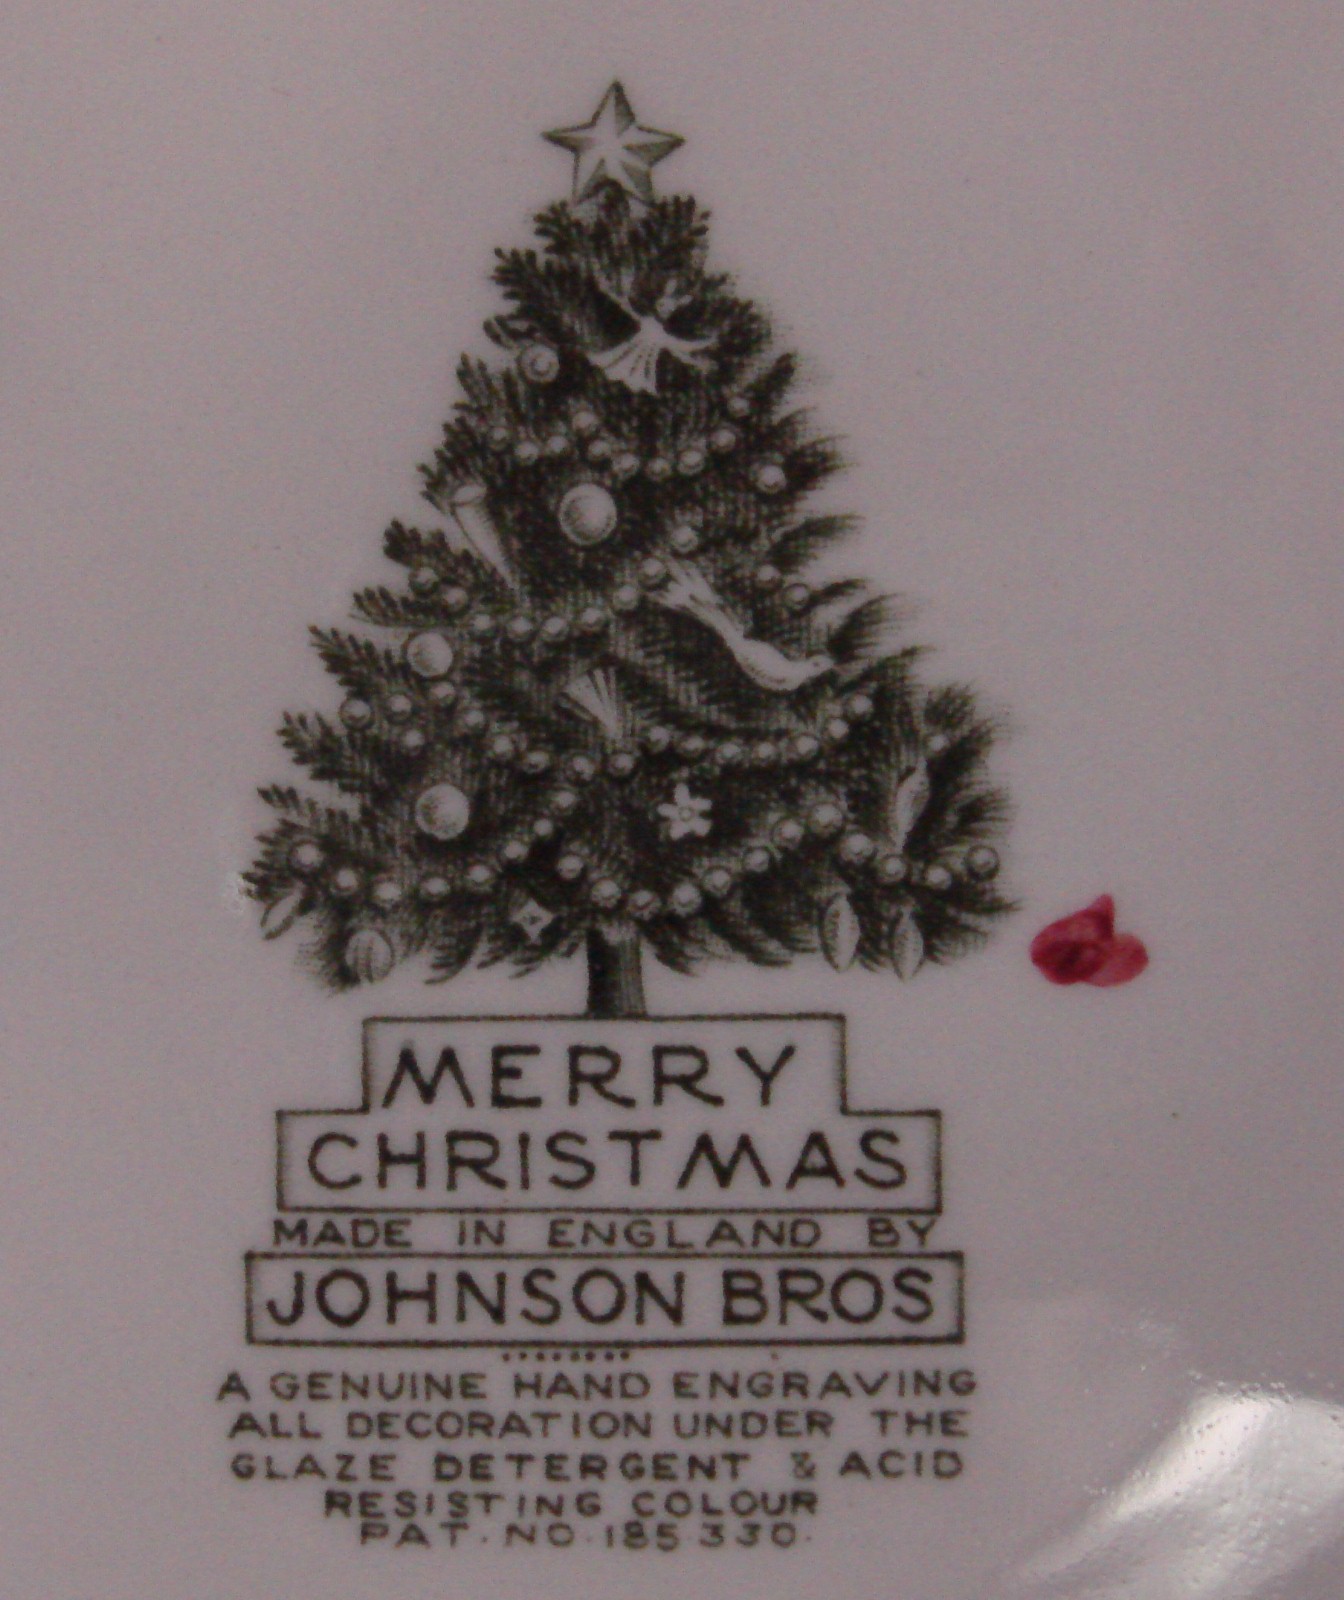 MERRY
CHRISTMAS
MADE IN ENGLAND BY
JOHNSON BROS
A GENUINE HAND ENGRAVING
ALL DECORATION UNDER THE
GLAZE DETERGENT & ACID
RESISTING COLOUR
PAT. NO. 185330.